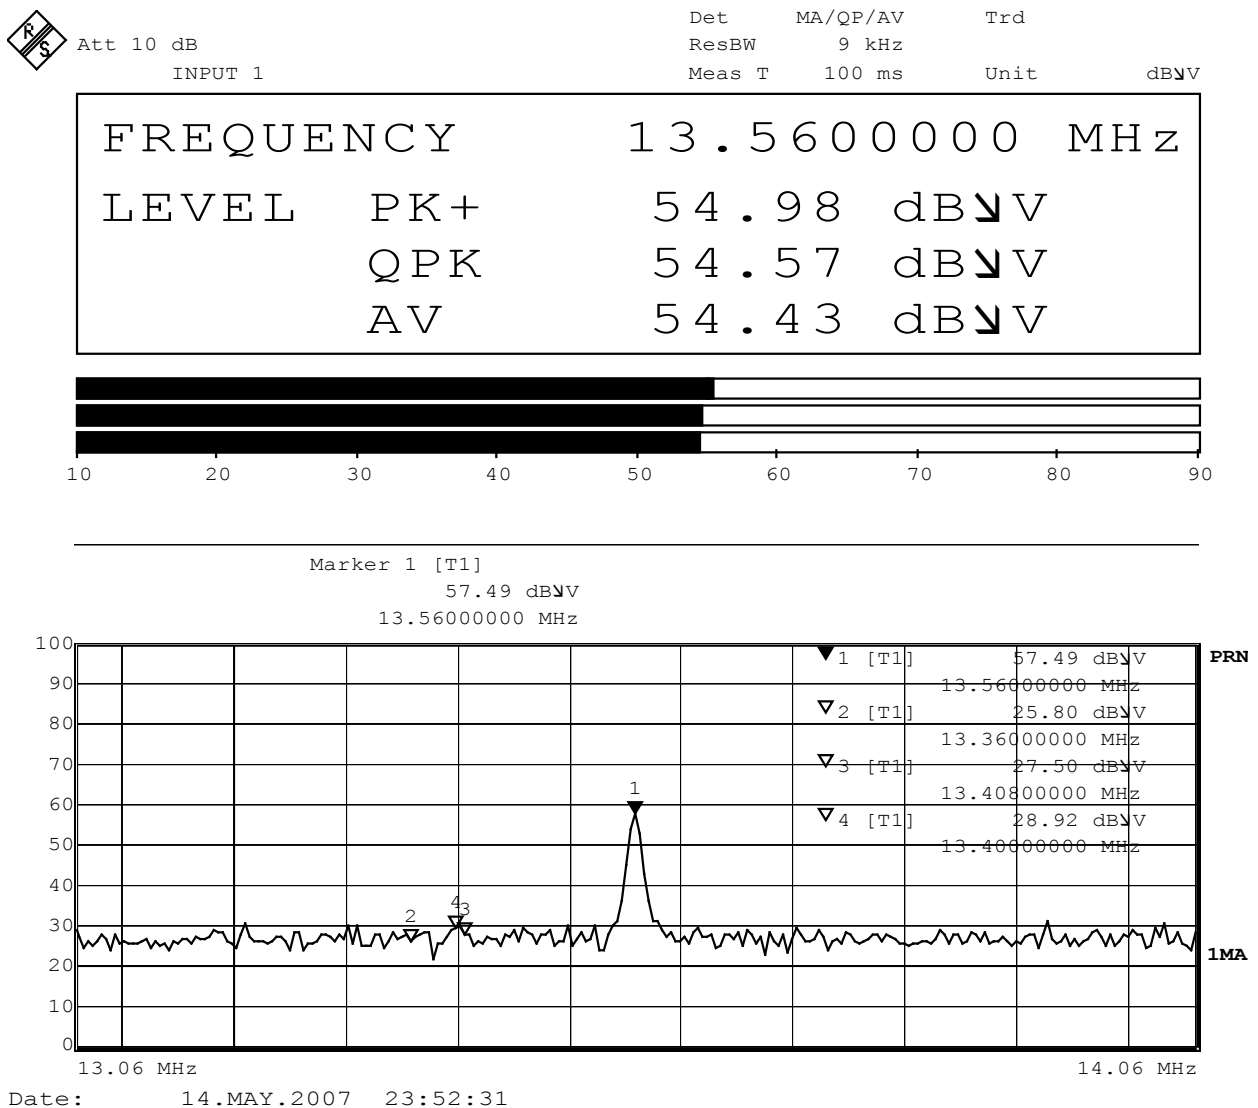 R S
Det MA/QP/AV Trd
Att 10 dB ResBW 9 kHz
INPUT 1 Meas T 100 ms Unit dBµV
FREQUENCY 13.5600000 MHz
LEVEL PK+ 54.98 dBµV
QPK 54.57 dBµV
AV 54.43 dBµV
10 20 30 40 50 60 70 80 90
Marker 1 [T1]
57.49 dBµV
13.56000000 MHz
100
90
80
70
60
50
40
30
20
10
0
1 [T1] 57.49 dBµV
13.56000000 MHz
2 [T1] 25.80 dBµV
13.36000000 MHz
3 [T1] 27.50 dBµV
13.40800000 MHz
4 [T1] 28.92 dBµV
13.40000000 MHz
PRN
1
2
4
3
1MA
13.06 MHz 14.06 MHz
Date: 14.MAY.2007 23:52:31